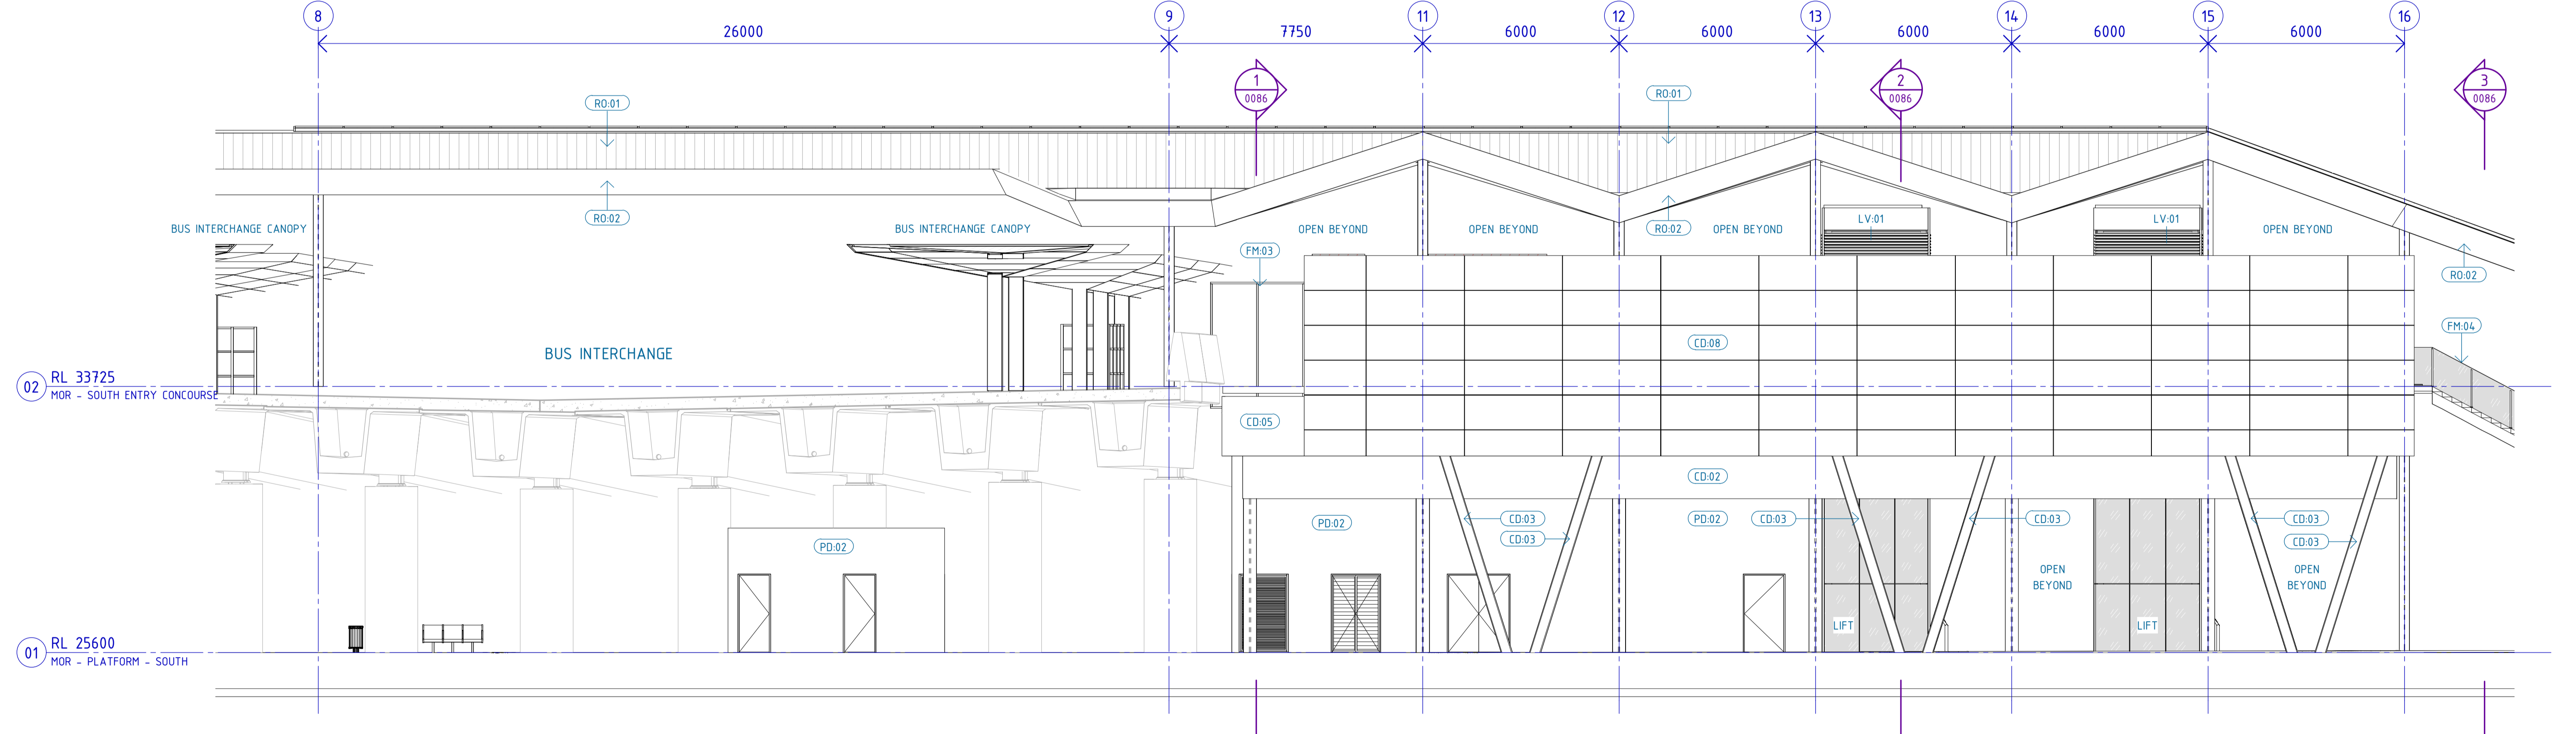 8
9
11
12
13
14
15
16
26000
7750
6000
6000
6000
6000
6000
1
0086
2
0086
3
0086
RO:01
RO:01
RO:02
RO:02
BUS INTERCHANGE CANOPY
BUS INTERCHANGE CANOPY
OPEN BEYOND
OPEN BEYOND
OPEN BEYOND
LV:01
LV:01
OPEN BEYOND
FM:03
RO:02
FM:04
BUS INTERCHANGE
CD:08
02
RL 33725
MOR - SOUTH ENTRY CONCOURSE
CD:05
CD:02
PD:02
PD:02
CD:03
CD:03
PD:02
CD:03
CD:03
CD:03
CD:03
OPEN
BEYOND
OPEN
BEYOND
LIFT
LIFT
01
RL 25600
MOR - PLATFORM - SOUTH